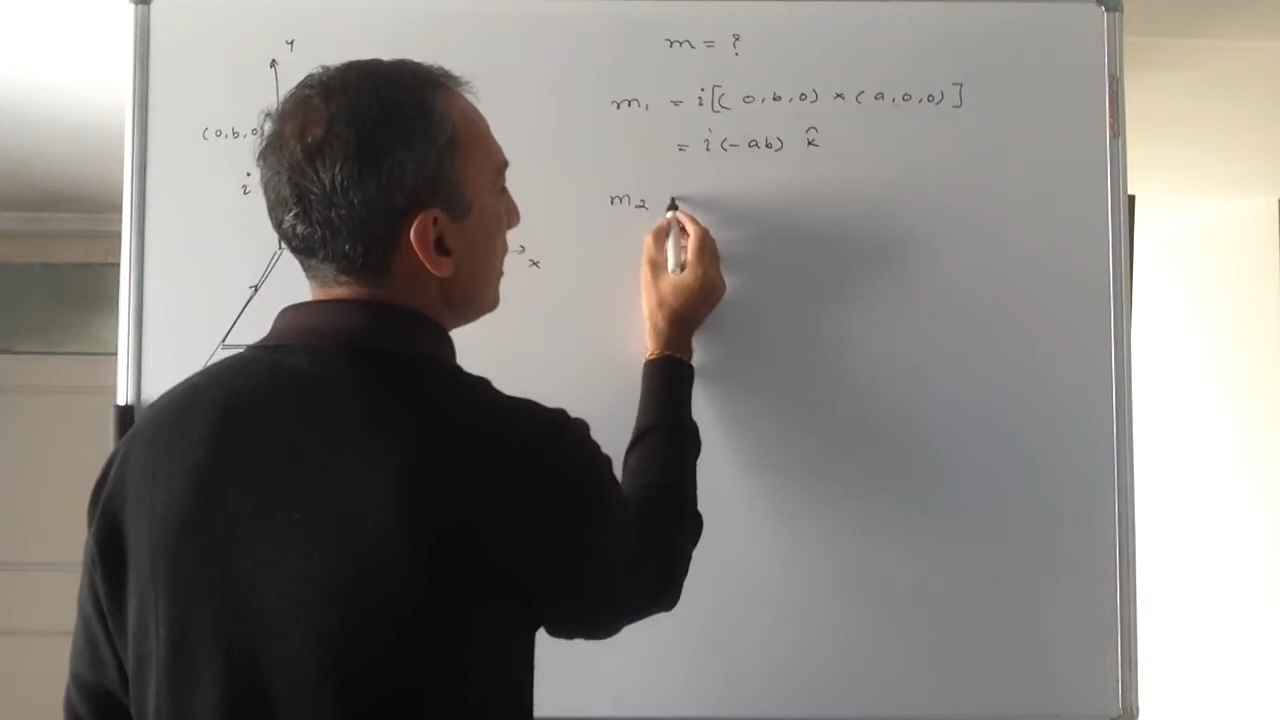 y
(0,b,0)
i
x
m = ?
m₁ = i[(0,b,0) × (a,0,0)]
= i(-ab) k̂
m₂